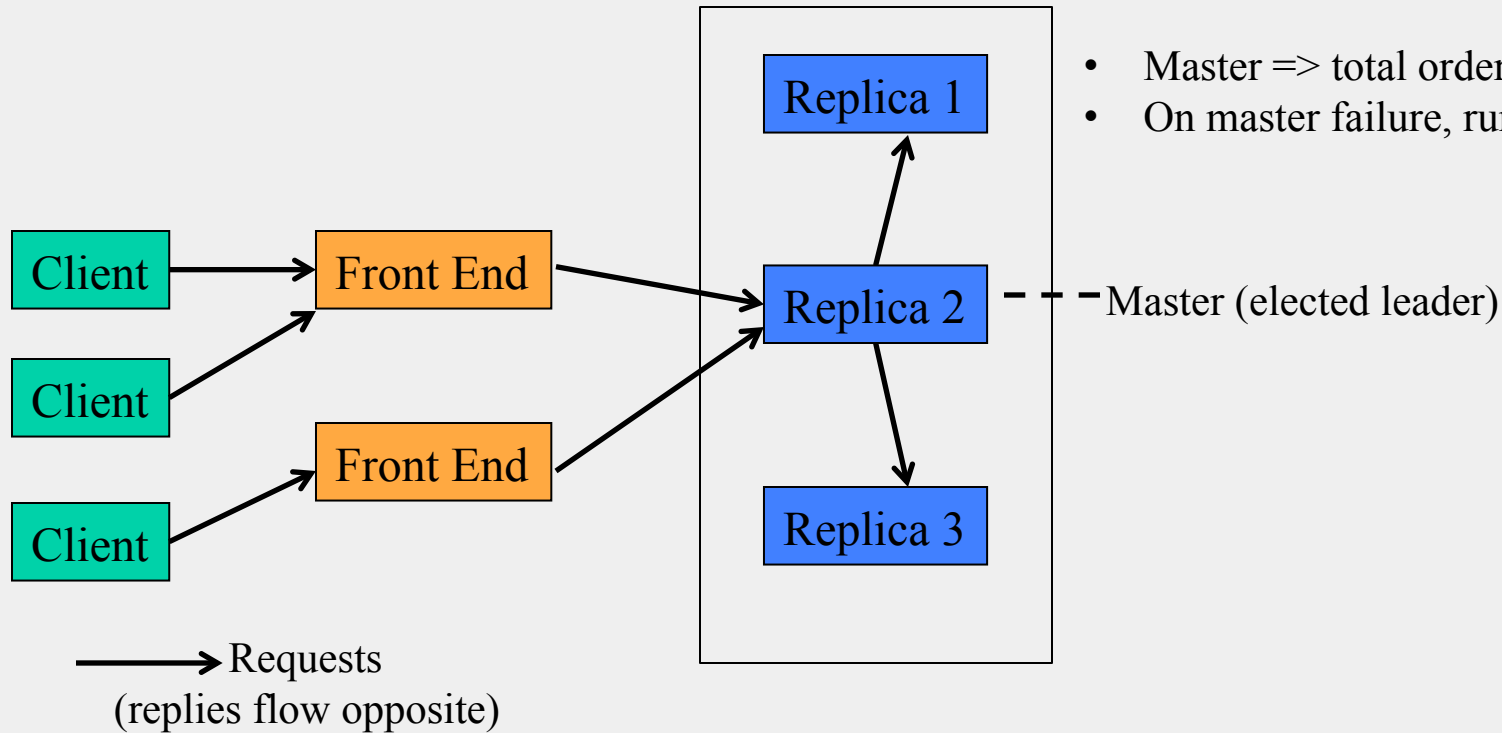 Replica 1
• Master => total order
• On master failure, run
Client
Front End
Replica 2
Master (elected leader)
Client
Front End
Client
Replica 3
Requests
(replies flow opposite)